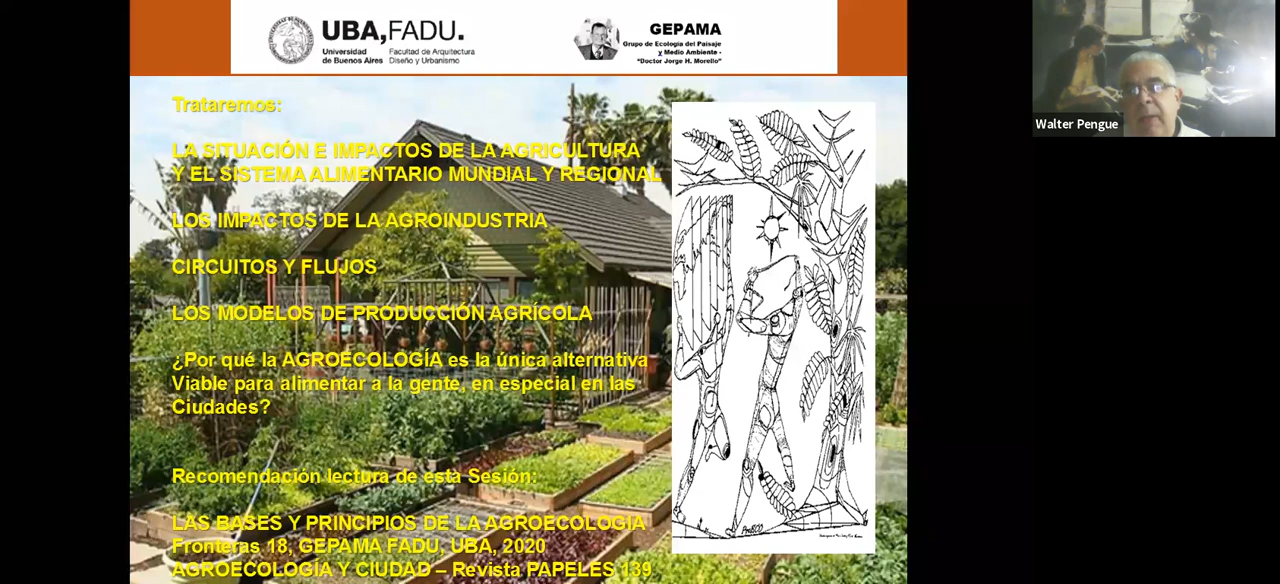 UBA,FADU.
Universidad
de Buenos Aires
Facultad de Arquitectura
Diseño y Urbanismo
GEPAMA
Grupo de Ecología del Paisaje
y Medio Ambiente -
"Doctor Jorge H. Morello"
Walter Pengue
Trataremos:
LA SITUACIÓN E IMPACTOS DE LA AGRICULTURA
Y EL SISTEMA ALIMENTARIO MUNDIAL Y REGIONAL
LOS IMPACTOS DE LA AGROINDUSTRIA
CIRCUITOS Y FLUJOS
LOS MODELOS DE PRODUCCIÓN AGRÍCOLA
¿Por qué la AGROECOLOGÍA es la única alternativa
Viable para alimentar a la gente, en especial en las
Ciudades?
Recomendación lectura de esta Sesión:
LAS BASES Y PRINCIPIOS DE LA AGROECOLOGIA
Fronteras 18, GEPAMA FADU, UBA, 2020
AGROECOLOGÍA Y CIUDAD – Revista PAPELES 139